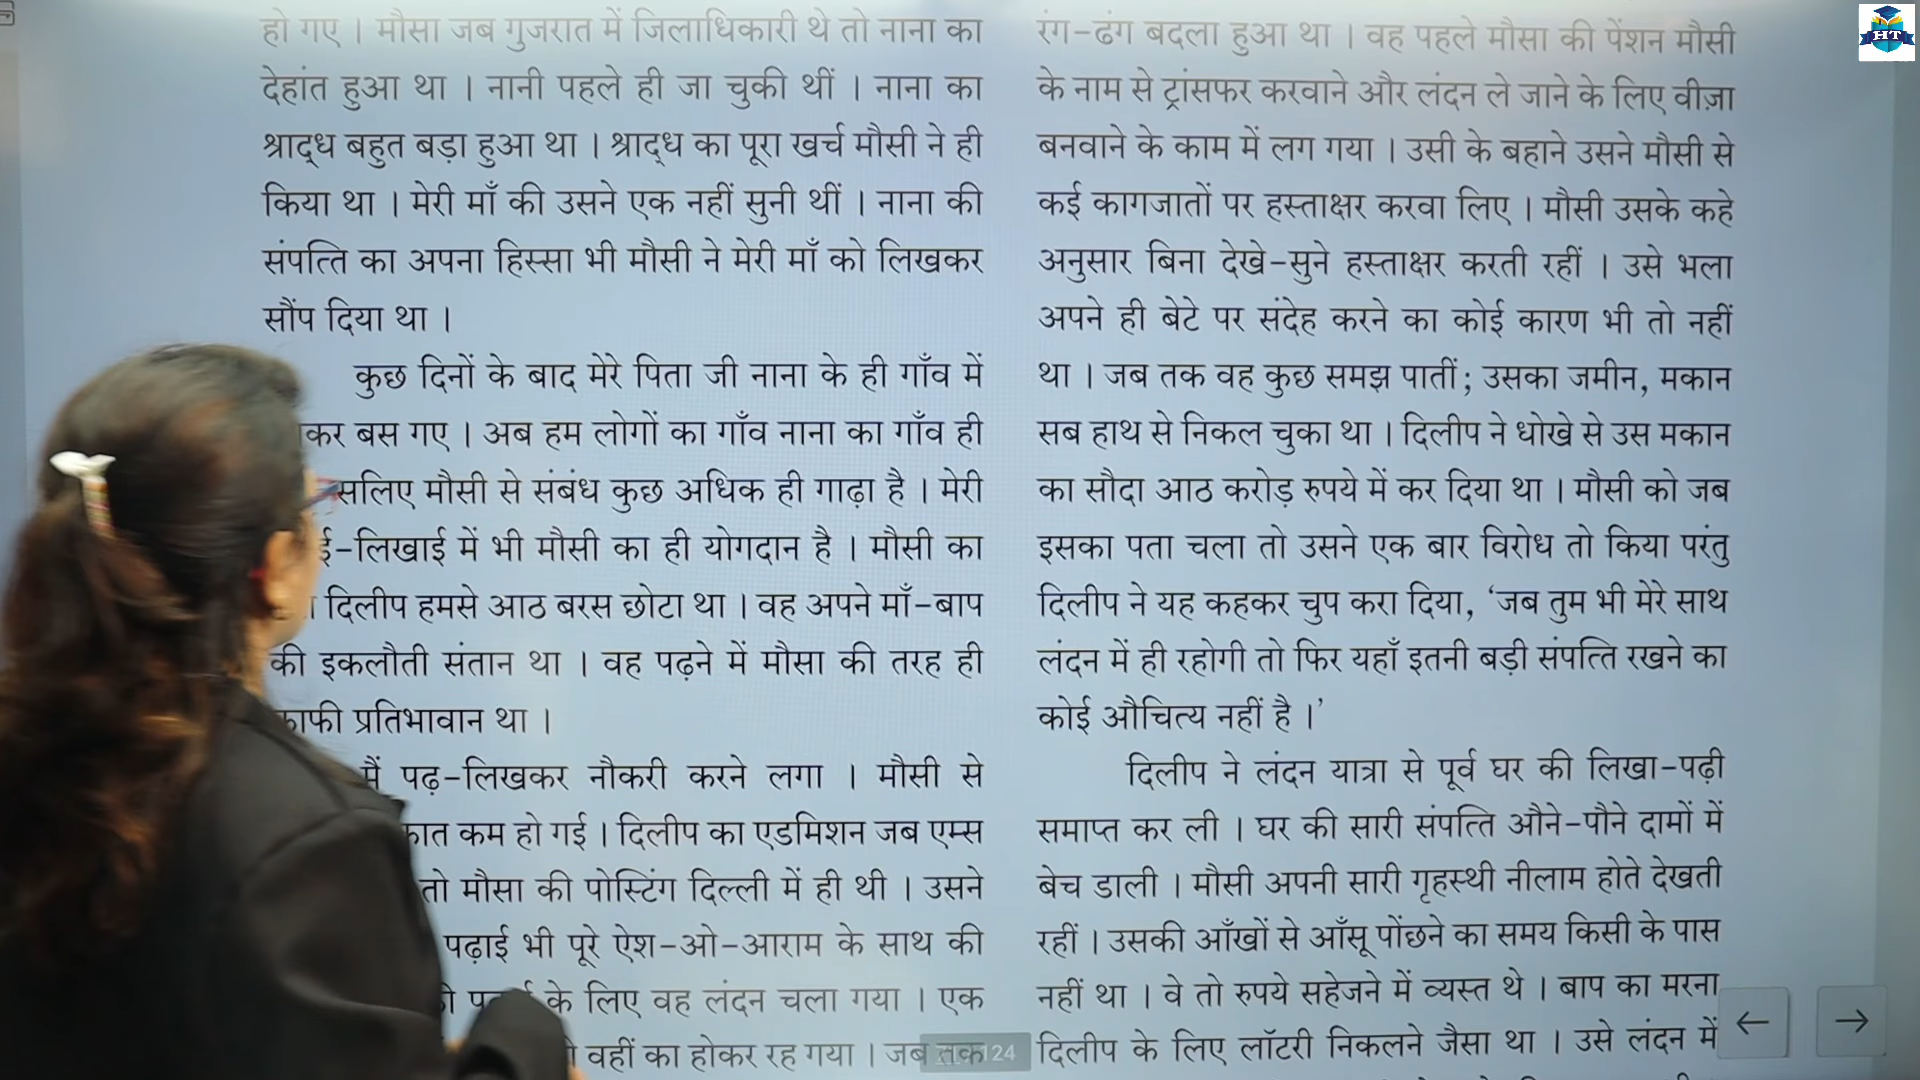 हो गए । मौसा जब गुजरात में जिलाधिकारी थे तो नाना का
देहांत हुआ था । नानी पहले ही जा चुकी थीं । नाना का
श्राद्ध बहुत बड़ा हुआ था । श्राद्ध का पूरा खर्च मौसी ने ही
किया था । मेरी माँ की उसने एक नहीं सुनी थीं । नाना की
संपत्ति का अपना हिस्सा भी मौसी ने मेरी माँ को लिखकर
सौंप दिया था ।
कुछ दिनों के बाद मेरे पिता जी नाना के ही गाँव में
कर बस गए । अब हम लोगों का गाँव नाना का गाँव ही
सलिए मौसी से संबंध कुछ अधिक ही गाढ़ा है । मेरी
ई-लिखाई में भी मौसी का ही योगदान है । मौसी का
दिलीप हमसे आठ बरस छोटा था । वह अपने माँ-बाप
की इकलौती संतान था । वह पढ़ने में मौसा की तरह ही
काफी प्रतिभावान था ।
मैं पढ़-लिखकर नौकरी करने लगा । मौसी से
कात कम हो गई । दिलीप का एडमिशन जब एम्स
तो मौसा की पोस्टिंग दिल्ली में ही थी । उसने
पढ़ाई भी पूरे ऐश-ओ-आराम के साथ की
के लिए वह लंदन चला गया । एक
वहीं का होकर रह गया । जब तक
रंग-ढंग बदला हुआ था । वह पहले मौसा की पेंशन मौसी
के नाम से ट्रांसफर करवाने और लंदन ले जाने के लिए वीज़ा
बनवाने के काम में लग गया । उसी के बहाने उसने मौसी से
कई कागजातों पर हस्ताक्षर करवा लिए । मौसी उसके कहे
अनुसार बिना देखे-सुने हस्ताक्षर करती रहीं । उसे भला
अपने ही बेटे पर संदेह करने का कोई कारण भी तो नहीं
था । जब तक वह कुछ समझ पातीं; उसका जमीन, मकान
सब हाथ से निकल चुका था । दिलीप ने धोखे से उस मकान
का सौदा आठ करोड़ रुपये में कर दिया था । मौसी को जब
इसका पता चला तो उसने एक बार विरोध तो किया परंतु
दिलीप ने यह कहकर चुप करा दिया, ‘जब तुम भी मेरे साथ
लंदन में ही रहोगी तो फिर यहाँ इतनी बड़ी संपत्ति रखने का
कोई औचित्य नहीं है ।’
दिलीप ने लंदन यात्रा से पूर्व घर की लिखा-पढ़ी
समाप्त कर ली । घर की सारी संपत्ति औने-पौने दामों में
बेच डाली । मौसी अपनी सारी गृहस्थी नीलाम होते देखती
रहीं । उसकी आँखों से आँसू पोंछने का समय किसी के पास
नहीं था । वे तो रुपये सहेजने में व्यस्त थे । बाप का मरना
दिलीप के लिए लॉटरी निकलने जैसा था । उसे लंदन में
HT